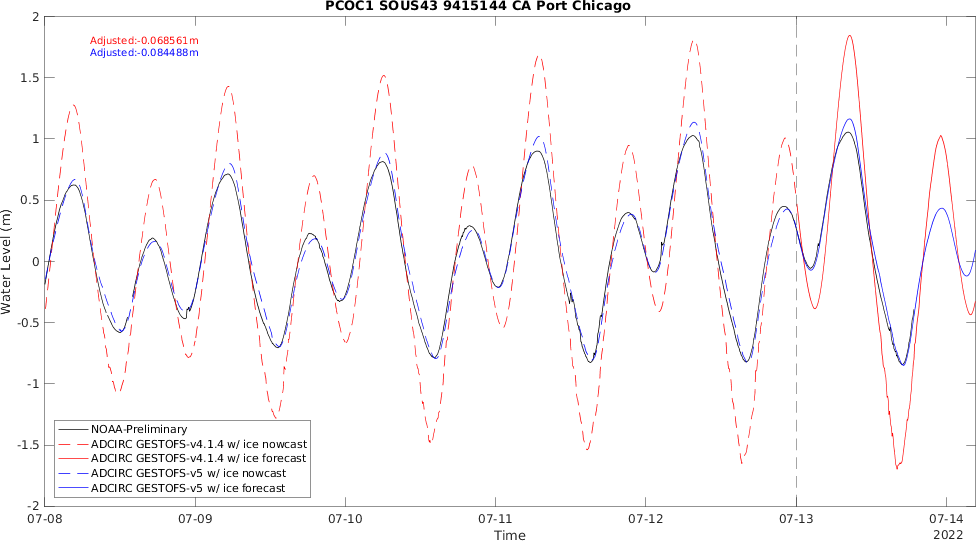 PCOC1 SOUS43 9415144 CA Port Chicago
2
Adjusted:-0.068561m
Adjusted:-0.084488m
1.5
1
0.5
0
-0.5
-1
-1.5
-2
Water Level (m)
NOAA-Preliminary
ADCIRC GESTOFS-v4.1.4 w/ ice nowcast
ADCIRC GESTOFS-v4.1.4 w/ ice forecast
ADCIRC GESTOFS-v5 w/ ice nowcast
ADCIRC GESTOFS-v5 w/ ice forecast
07-08 07-09 07-10 07-11 07-12 07-13 07-14
Time
2022